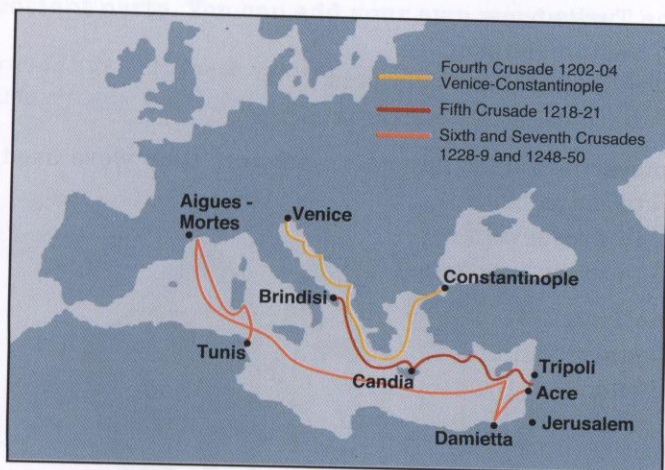 Fourth Crusade 1202-04
Venice-Constantinople
Fifth Crusade 1218-21
Sixth and Seventh Crusades
1228-9 and 1248-50
Aigues -
Mortes
Venice
Constantinople
Brindisi
Tunis
Candia
Tripoli
Acre
Jerusalem
Damietta